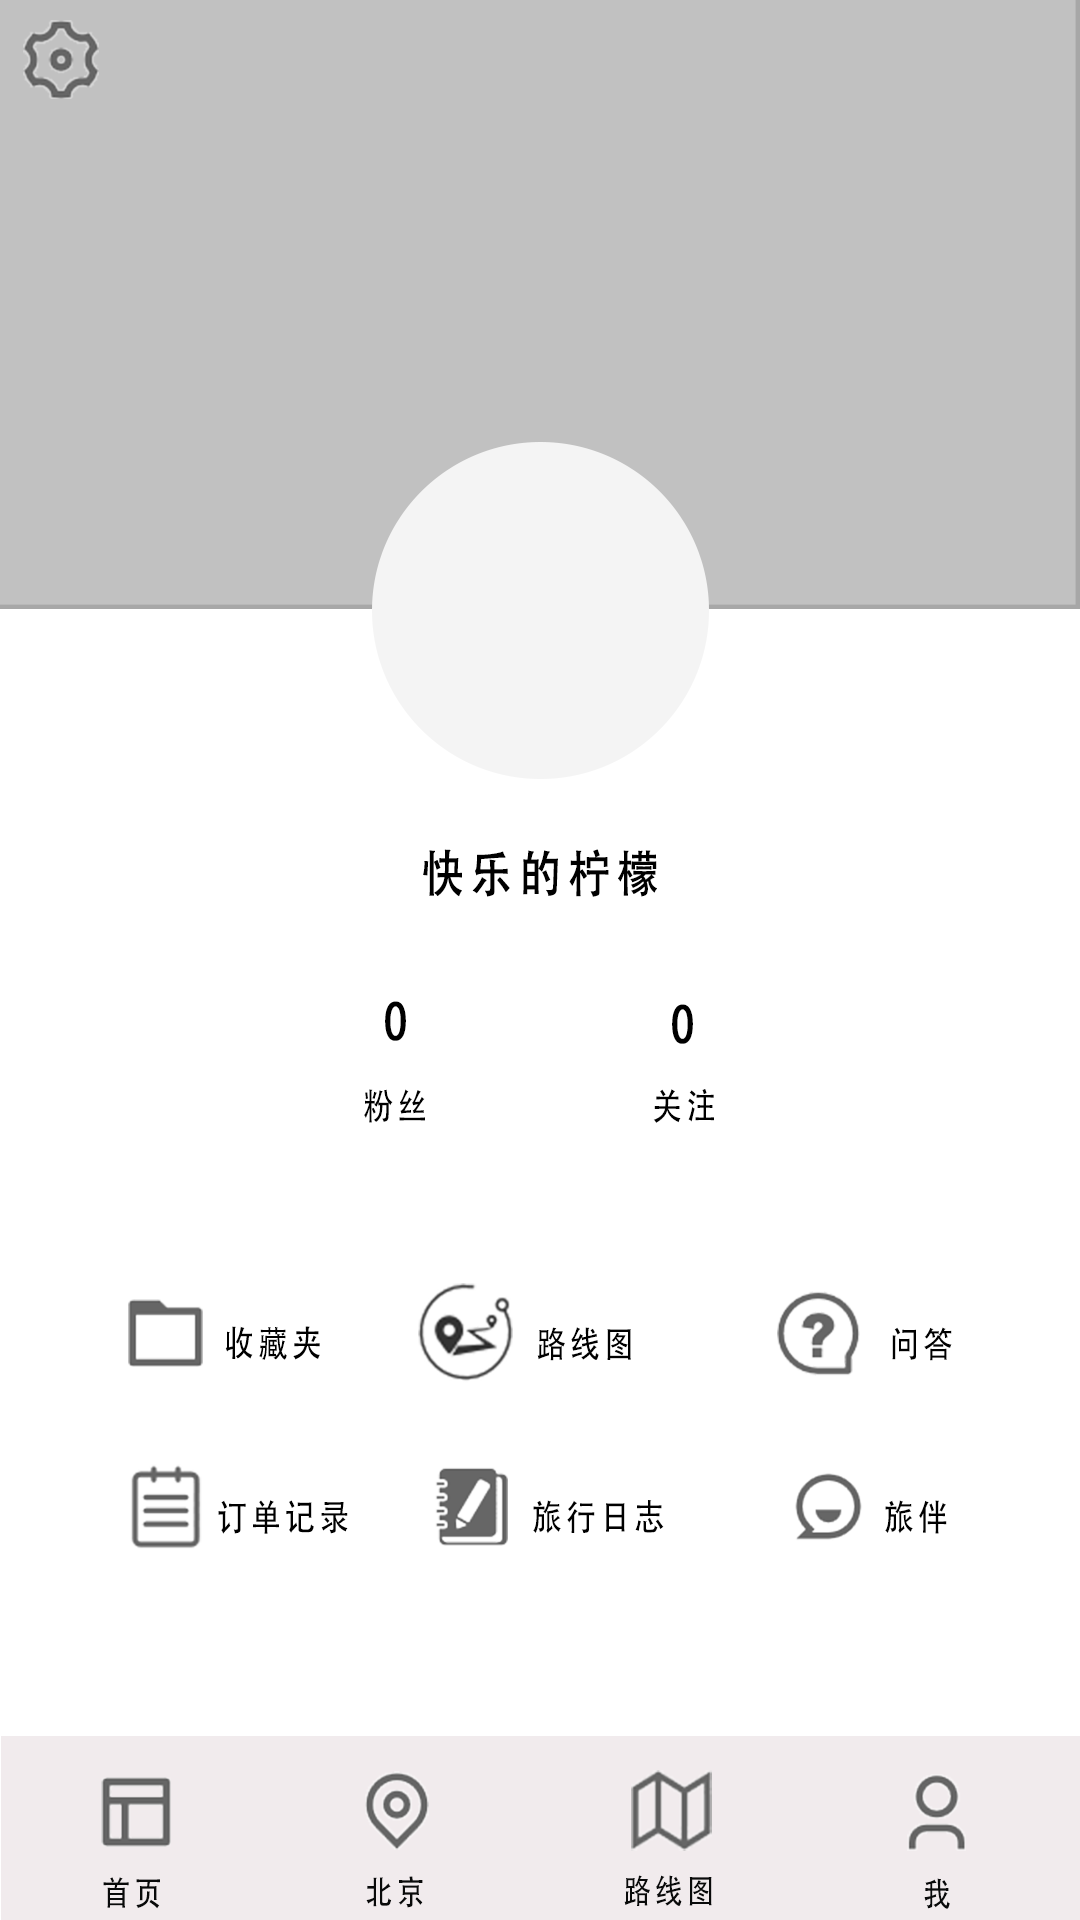 快乐的柠檬
0 0
粉丝 关注
收藏夹 路线图 问答
订单记录 旅行日志 旅伴
首页 北京 路线图 我